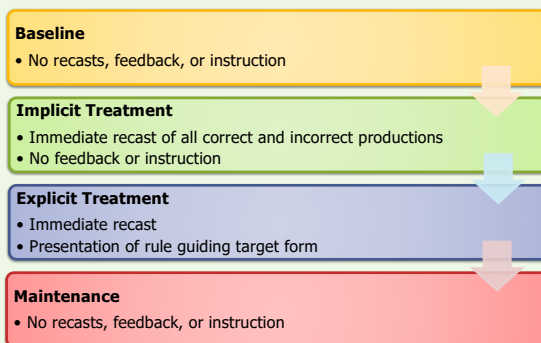 Baseline
• No recasts, feedback, or instruction
Implicit Treatment
• Immediate recast of all correct and incorrect productions
• No feedback or instruction
Explicit Treatment
• Immediate recast
• Presentation of rule guiding target form
Maintenance
• No recasts, feedback, or instruction